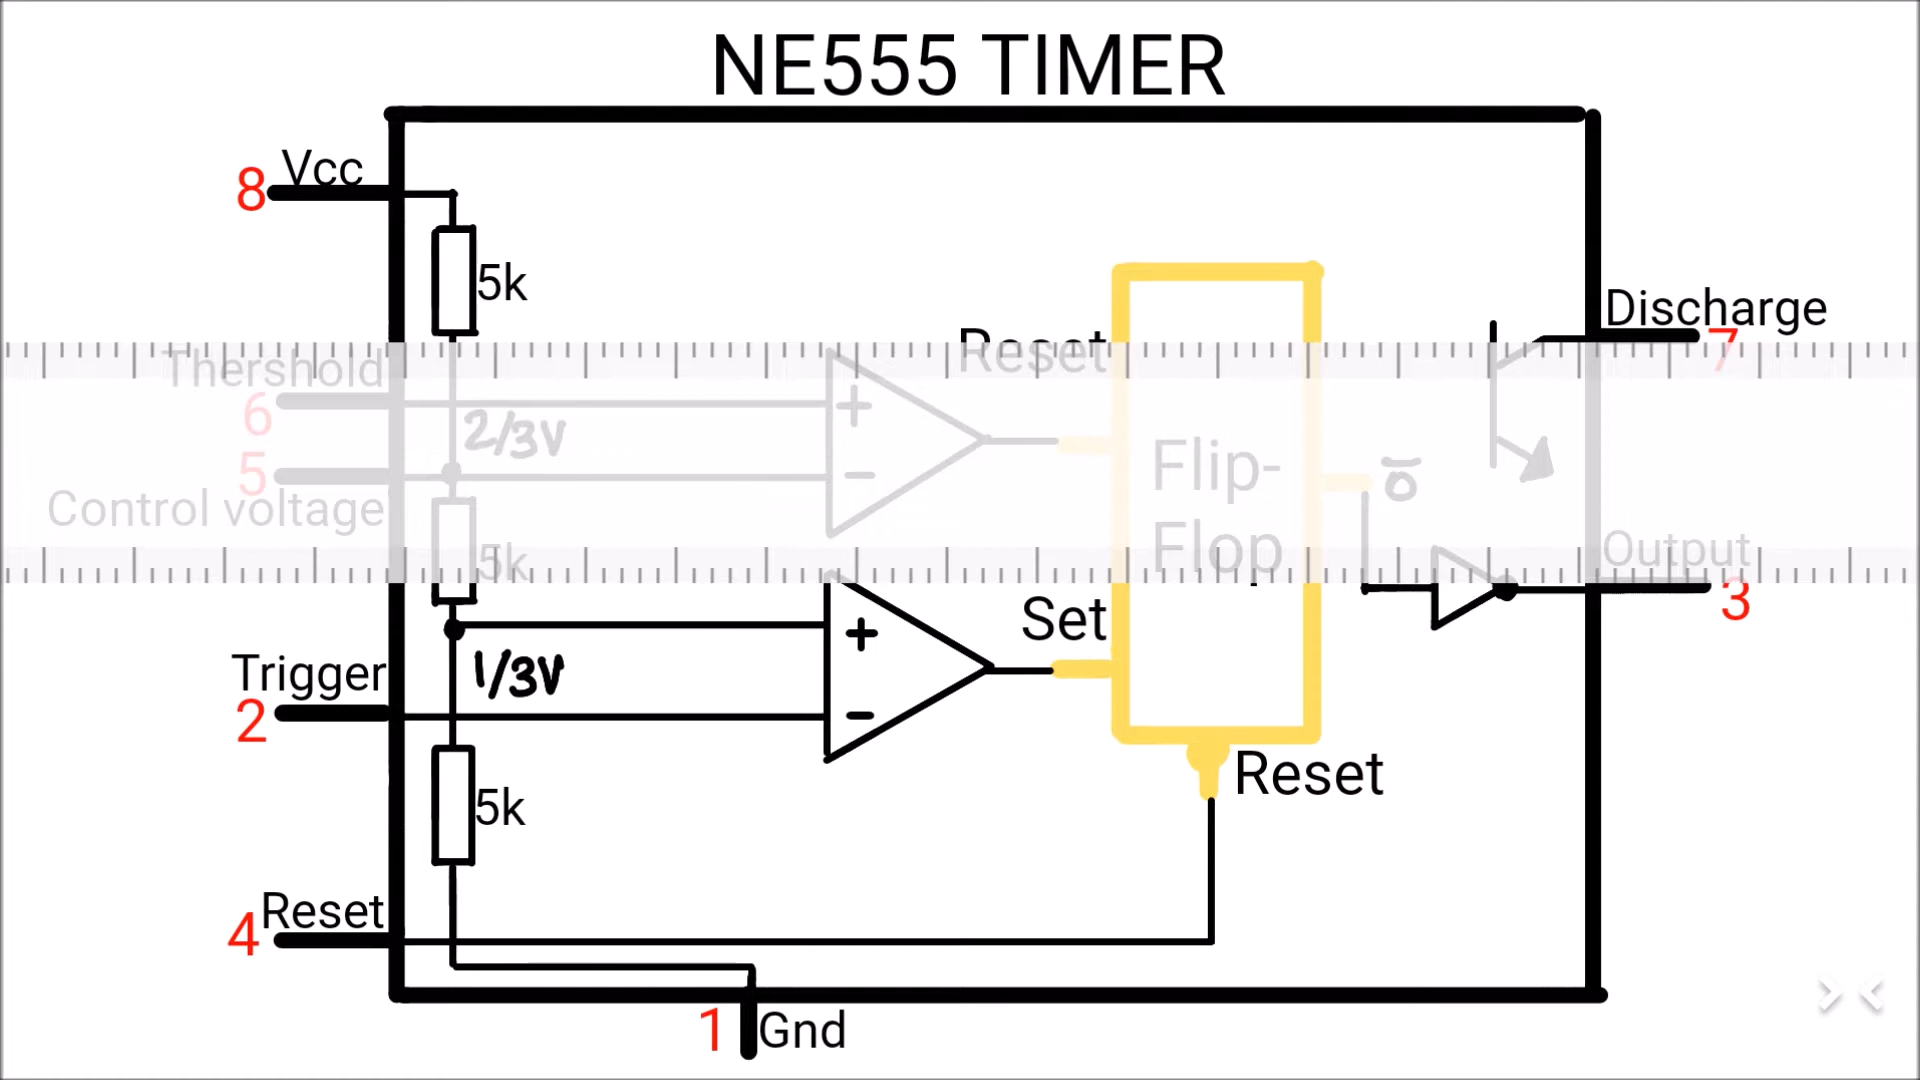 NE555 TIMER
Vcc
8
5k
Discharge
7
Thershold
6
Reset
+
2/3V
5
-
Control voltage
Flip-
Flop
5k
Output
3
Set
+
Trigger
1/3V
2
-
Reset
5k
Reset
4
1
Gnd